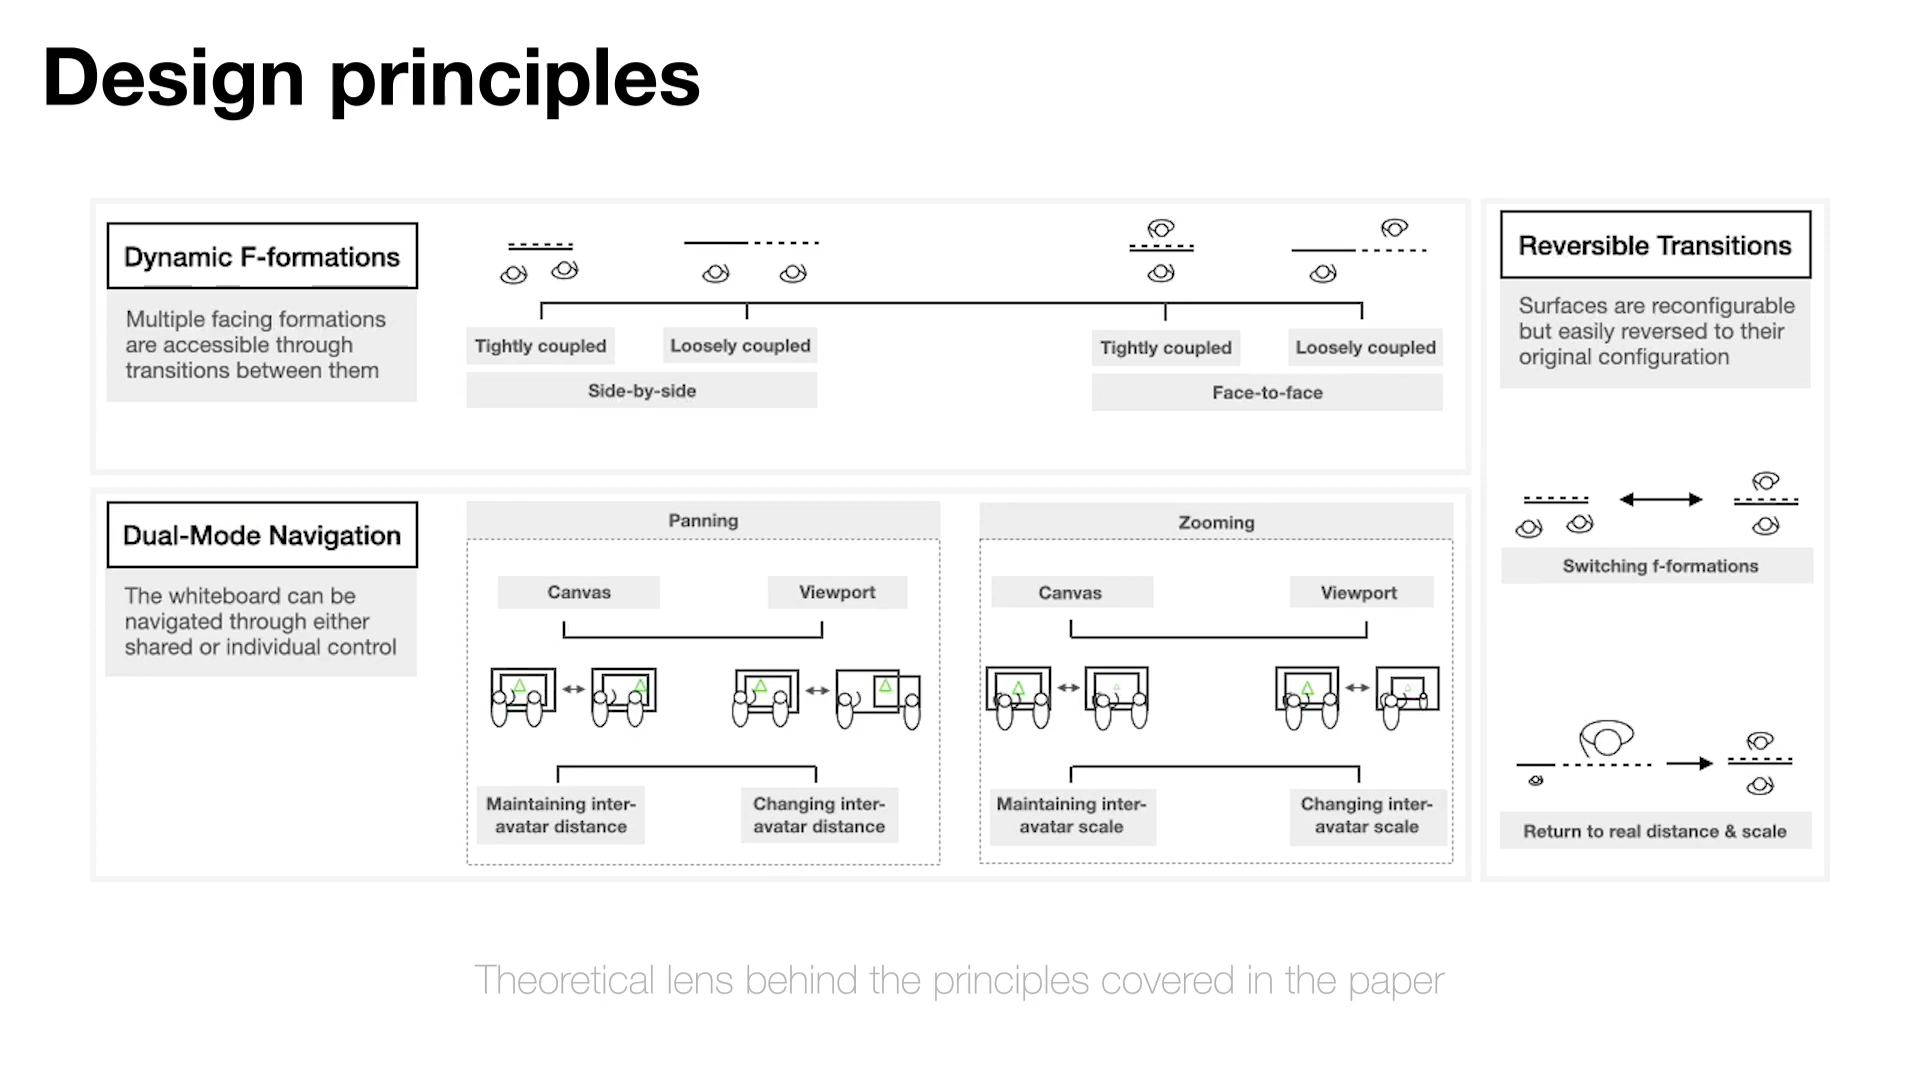 Design principles
Dynamic F-formations
Multiple facing formations
are accessible through
transitions between them
Tightly coupled
Loosely coupled
Side-by-side
Tightly coupled
Loosely coupled
Face-to-face
Dual-Mode Navigation
The whiteboard can be
navigated through either
shared or individual control
Panning
Canvas
Viewport
Maintaining inter-
avatar distance
Changing inter-
avatar distance
Zooming
Canvas
Viewport
Maintaining inter-
avatar scale
Changing inter-
avatar scale
Reversible Transitions
Surfaces are reconfigurable
but easily reversed to their
original configuration
Switching f-formations
Return to real distance & scale
Theoretical lens behind the principles covered in the paper